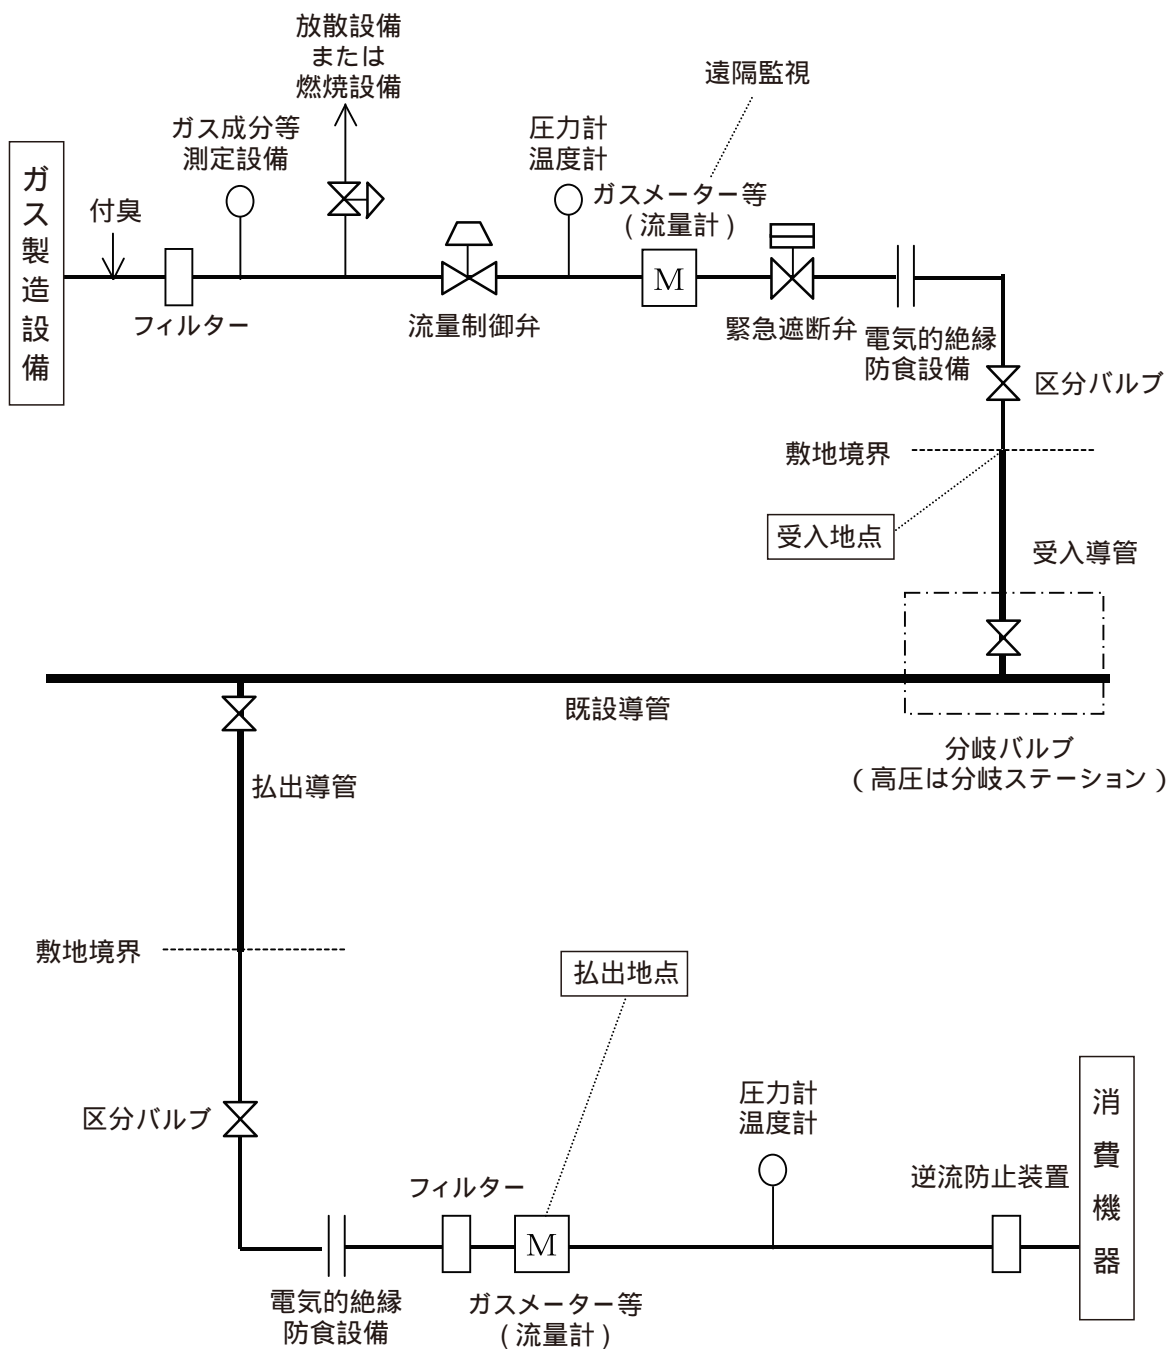 放散設備
または
燃焼設備
遠隔監視
ガス成分等
測定設備
圧力計
温度計
ガスメーター等
(流量計)
ガス製造設備
付臭
M
フィルター
流量制御弁
緊急遮断弁
電気的絶縁
防食設備
区分バルブ
敷地境界
受入地点
受入導管
既設導管
分岐バルブ
(高圧は分岐ステーション)
払出導管
敷地境界
払出地点
区分バルブ
圧力計
温度計
消費機器
フィルター
逆流防止装置
M
電気的絶縁
防食設備
ガスメーター等
(流量計)